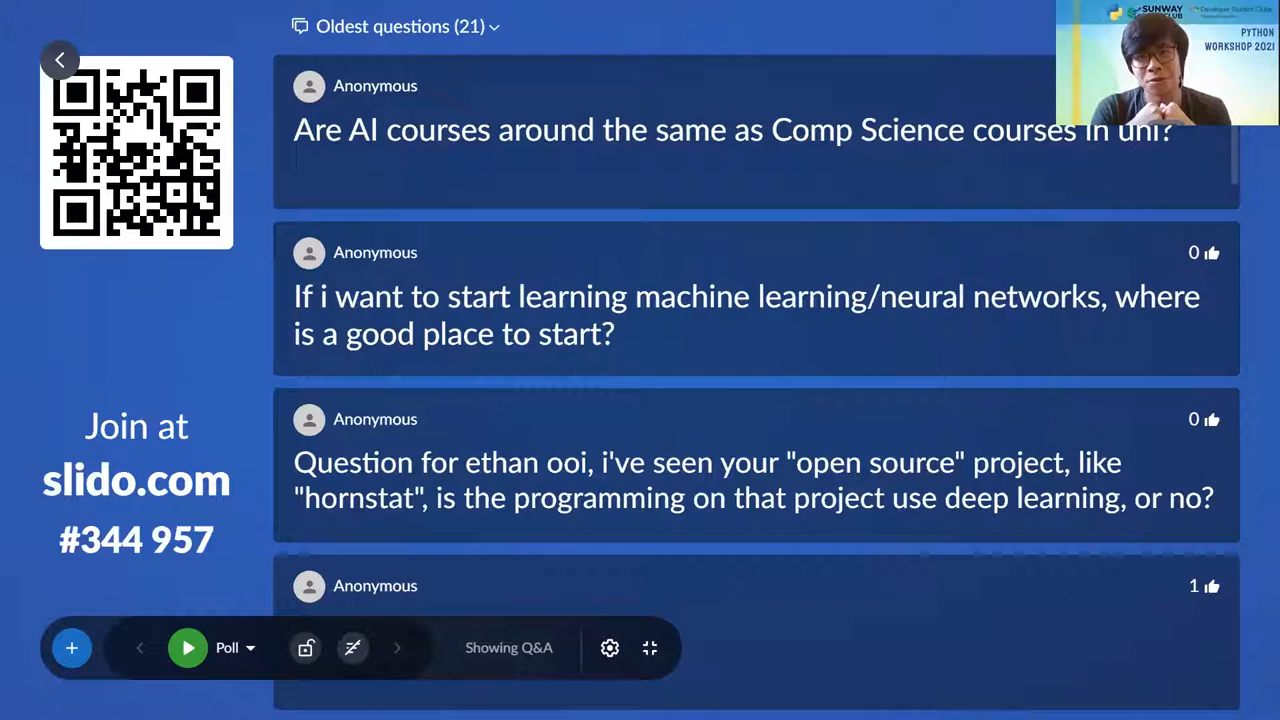 Oldest questions (21)
SUNWAY
CLUB
Developer Student Clubs
PYTHON
WORKSHOP 2021
Anonymous
Are AI courses around the same as Comp Science courses in uni?
Anonymous
0
If i want to start learning machine learning/neural networks, where
is a good place to start?
Anonymous
0
Question for ethan ooi, i've seen your "open source" project, like
"hornstat", is the programming on that project use deep learning, or no?
Anonymous
1
Join at
slido.com
#344 957
Poll
Showing Q&A